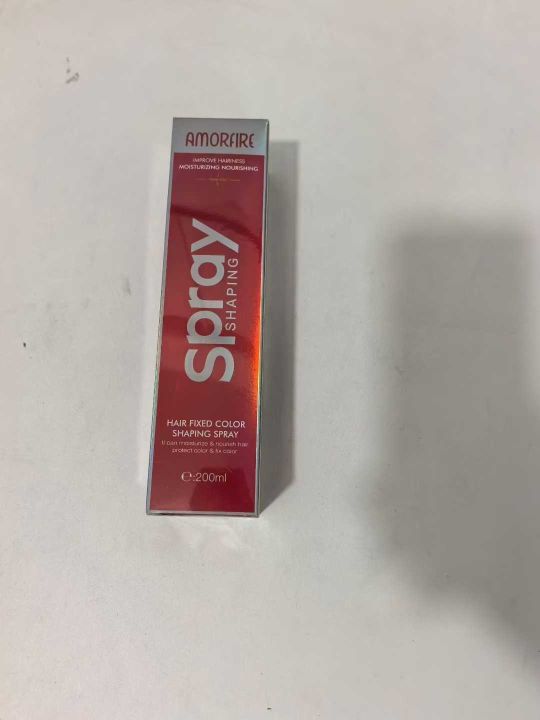 AMORFIRE
IMPROVE HAIRINESS
MOISTURIZING NOURISHING
Spray
SHAPING
HAIR FIXED COLOR
SHAPING SPRAY
It can moisturize & nourish hair
protect color & fix color
℮:200ml